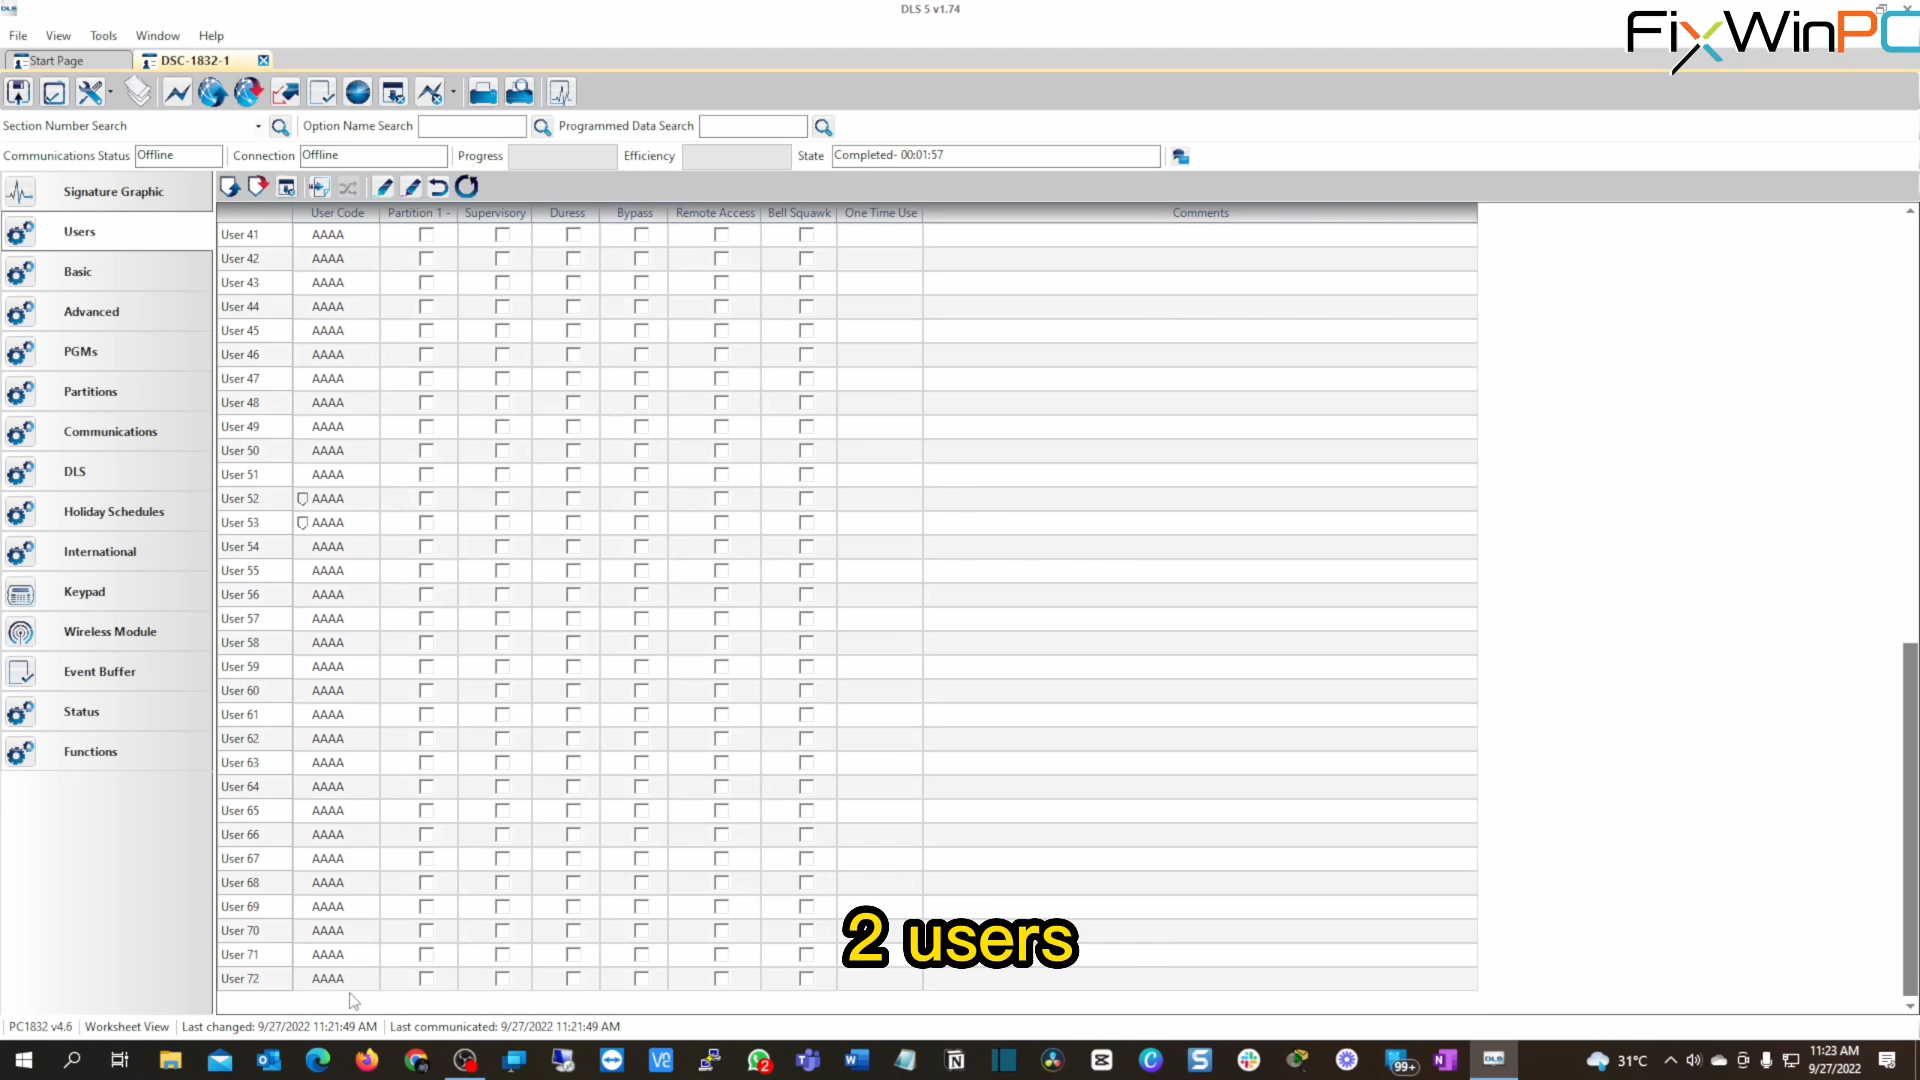 DLS 5 v1.74
FixWinPC
File View Tools Window Help
Start Page DSC-1832-1
Section Number Search Option Name Search Programmed Data Search
Communications Status Offline Connection Offline Progress Efficiency State Completed- 00:01:57
Signature Graphic
Users
Basic
Advanced
PGMs
Partitions
Communications
DLS
Holiday Schedules
International
Keypad
Wireless Module
Event Buffer
Status
Functions
User Code Partition 1 - Supervisory Duress Bypass Remote Access Bell Squawk One Time Use Comments
User 41 AAAA
User 42 AAAA
User 43 AAAA
User 44 AAAA
User 45 AAAA
User 46 AAAA
User 47 AAAA
User 48 AAAA
User 49 AAAA
User 50 AAAA
User 51 AAAA
User 52 AAAA
User 53 AAAA
User 54 AAAA
User 55 AAAA
User 56 AAAA
User 57 AAAA
User 58 AAAA
User 59 AAAA
User 60 AAAA
User 61 AAAA
User 62 AAAA
User 63 AAAA
User 64 AAAA
User 65 AAAA
User 66 AAAA
User 67 AAAA
User 68 AAAA
User 69 AAAA
User 70 AAAA
User 71 AAAA
User 72 AAAA
2 users
PC1832 v4.6 Worksheet View Last changed: 9/27/2022 11:21:49 AM Last communicated: 9/27/2022 11:21:49 AM
31°C 11:23 AM
9/27/2022